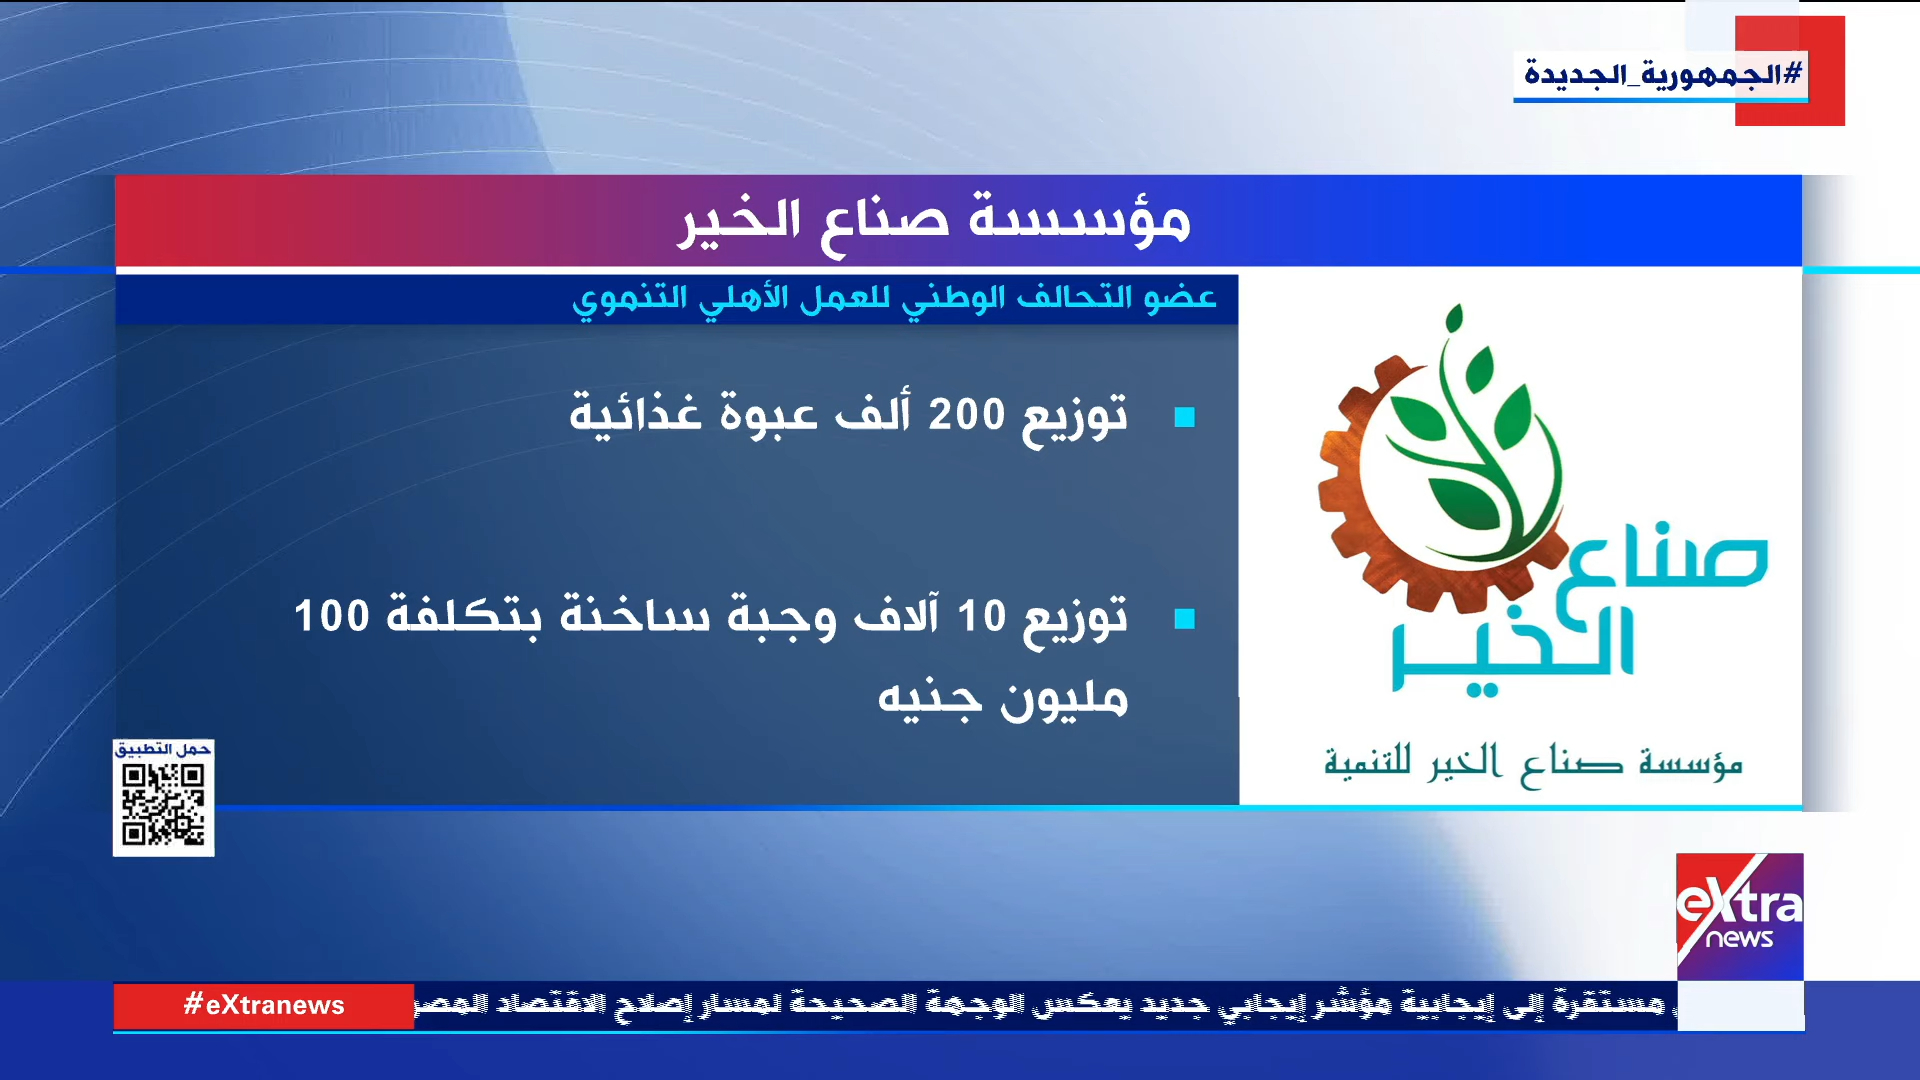 #الجمهورية_الجديدة
مؤسسة صناع الخير
عضو التحالف الوطني للعمل الأهلي التنموي
توزيع 200 ألف عبوة غذائية
توزيع 10 آلاف وجبة ساخنة بتكلفة 100
مليون جنيه
صناع
الخير
مؤسسة صناع الخير للتنمية
حمل التطبيق
eXtra
news
#eXtranews
مستقرة إلى إيجابية مؤشر إيجابي جديد يعكس الوجهة الصحيحة لمسار إصلاح الاقتصاد